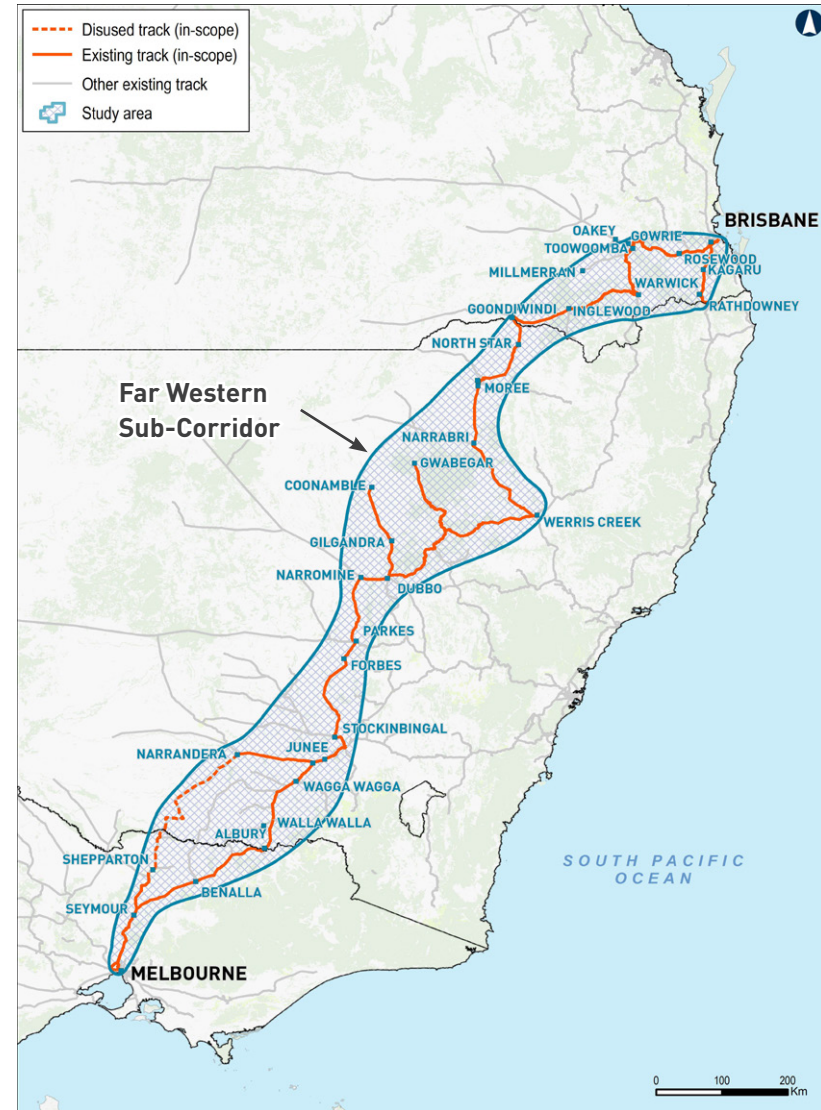 Disused track (in-scope)
Existing track (in-scope)
Other existing track
Study area
BRISBANE
OAKEY
GOWRIE
TOOWOOMBA
ROSEWOOD
KAGARU
MILLMERRAN
WARWICK
RATHDOWNEY
GOONDIWINDI
INGLEWOOD
NORTH STAR
MOREE
Far Western
Sub-Corridor
NARRABRI
GWABEGAR
COONAMBLE
WERRIS CREEK
GILGANDRA
NARROMINE
DUBBO
PARKES
FORBES
STOCKINBINGAL
NARRANDERA
JUNEE
WAGGA WAGGA
WALLA WALLA
ALBURY
SHEPPARTON
BENALLA
SEYMOUR
SOUTH PACIFIC
OCEAN
MELBOURNE
0 100 200
Km